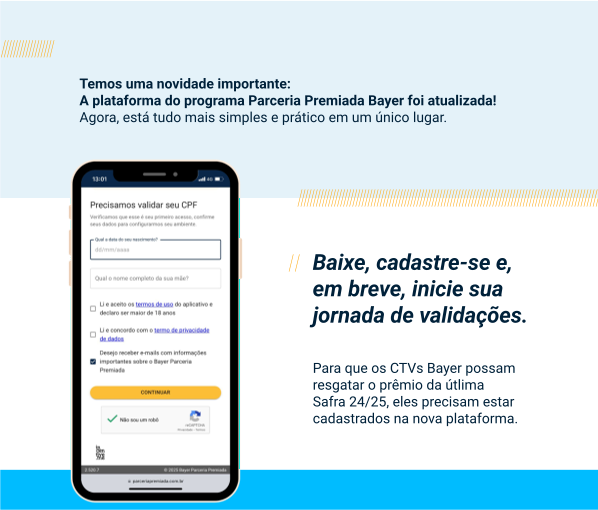 Temos uma novidade importante:
A plataforma do programa Parceria Premiada Bayer foi atualizada!
Agora, está tudo mais simples e prático em um único lugar.
13:01
4G
Precisamos validar seu CPF
Verificamos que esse é seu primeiro acesso, confirme
seus dados para configurarmos seu ambiente.
Qual a data do seu nascimento?
dd/mm/aaaa
Qual o nome completo da sua mãe?
Li e aceito os termos de uso do aplicativo e
declaro ser maior de 18 anos
Li e concordo com o termo de privacidade
de dados
Desejo receber e-mails com informações
importantes sobre o Bayer Parceria
Premiada
CONTINUAR
Não sou um robô
reCAPTCHA
Privacidade - Termos
© 2025 Bayer Parceria Premiada
parceriapremiada.com.br
Baixe, cadastre-se e,
em breve, inicie sua
jornada de validações.
Para que os CTVs Bayer possam
resgatar o prêmio da útlima
Safra 24/25, eles precisam estar
cadastrados na nova plataforma.